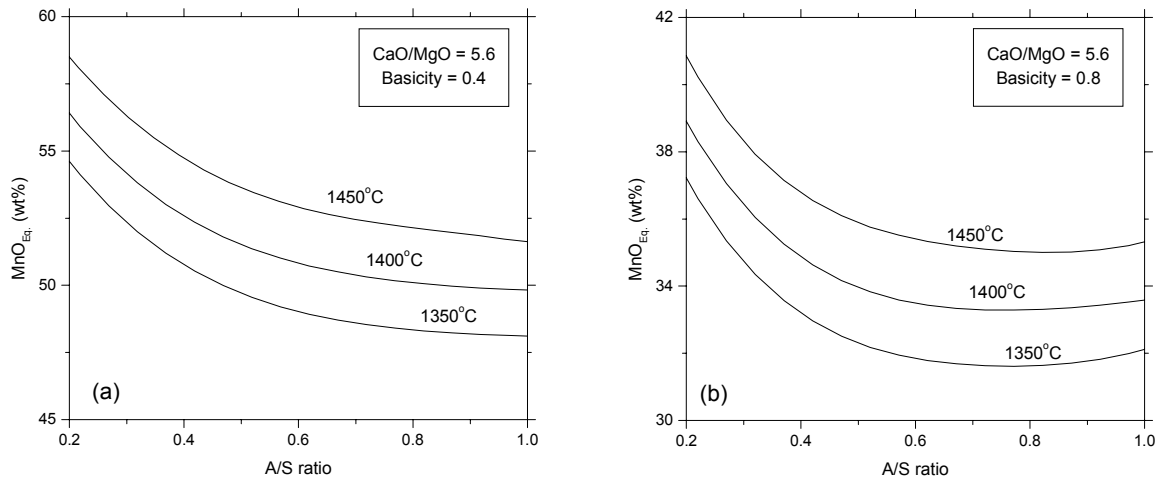 60
55
50
45
MnO_Eq. (wt%)
CaO/MgO = 5.6
Basicity = 0.4
1450°C
1400°C
1350°C
(a)
0.2
0.4
0.6
0.8
1.0
A/S ratio
42
38
34
30
MnO_Eq. (wt%)
CaO/MgO = 5.6
Basicity = 0.8
1450°C
1400°C
1350°C
(b)
0.2
0.4
0.6
0.8
1.0
A/S ratio